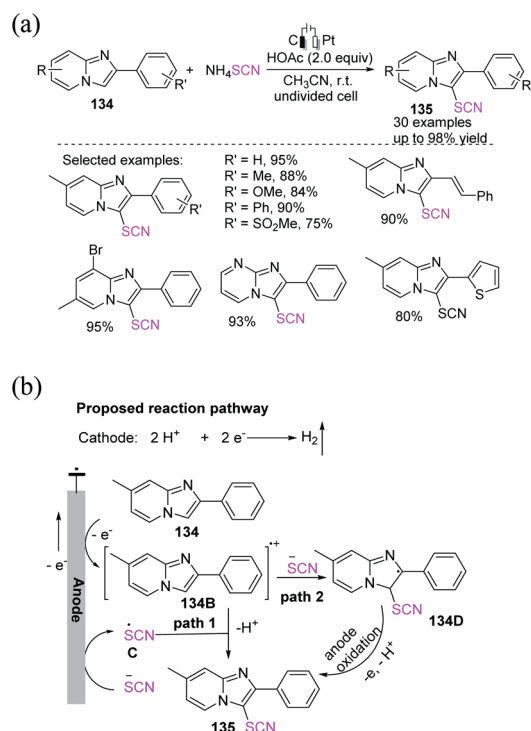 (a)
C Pt
HOAc (2.0 equiv)
CH3CN, r.t.
undivided cell
R N N R' 134 + NH4SCN
R N N SCN R' 135
30 examples
up to 98% yield
Selected examples:
N N SCN R'
R' = H, 95%
R' = Me, 88%
R' = OMe, 84%
R' = Ph, 90%
R' = SO2Me, 75%
N N SCN Ph
90%
Br N N SCN
95%
N N N SCN
93%
N N S SCN
80%
(b)
Proposed reaction pathway
Cathode: 2 H+ + 2 e- H2
Anode
- e-
- e-
N N
134
N N •+
134B
SCN -
path 2
N N SCN
134D
path 1
-H+
SCN
C
SCN -
anode oxidation
-e, - H+
N N SCN
135